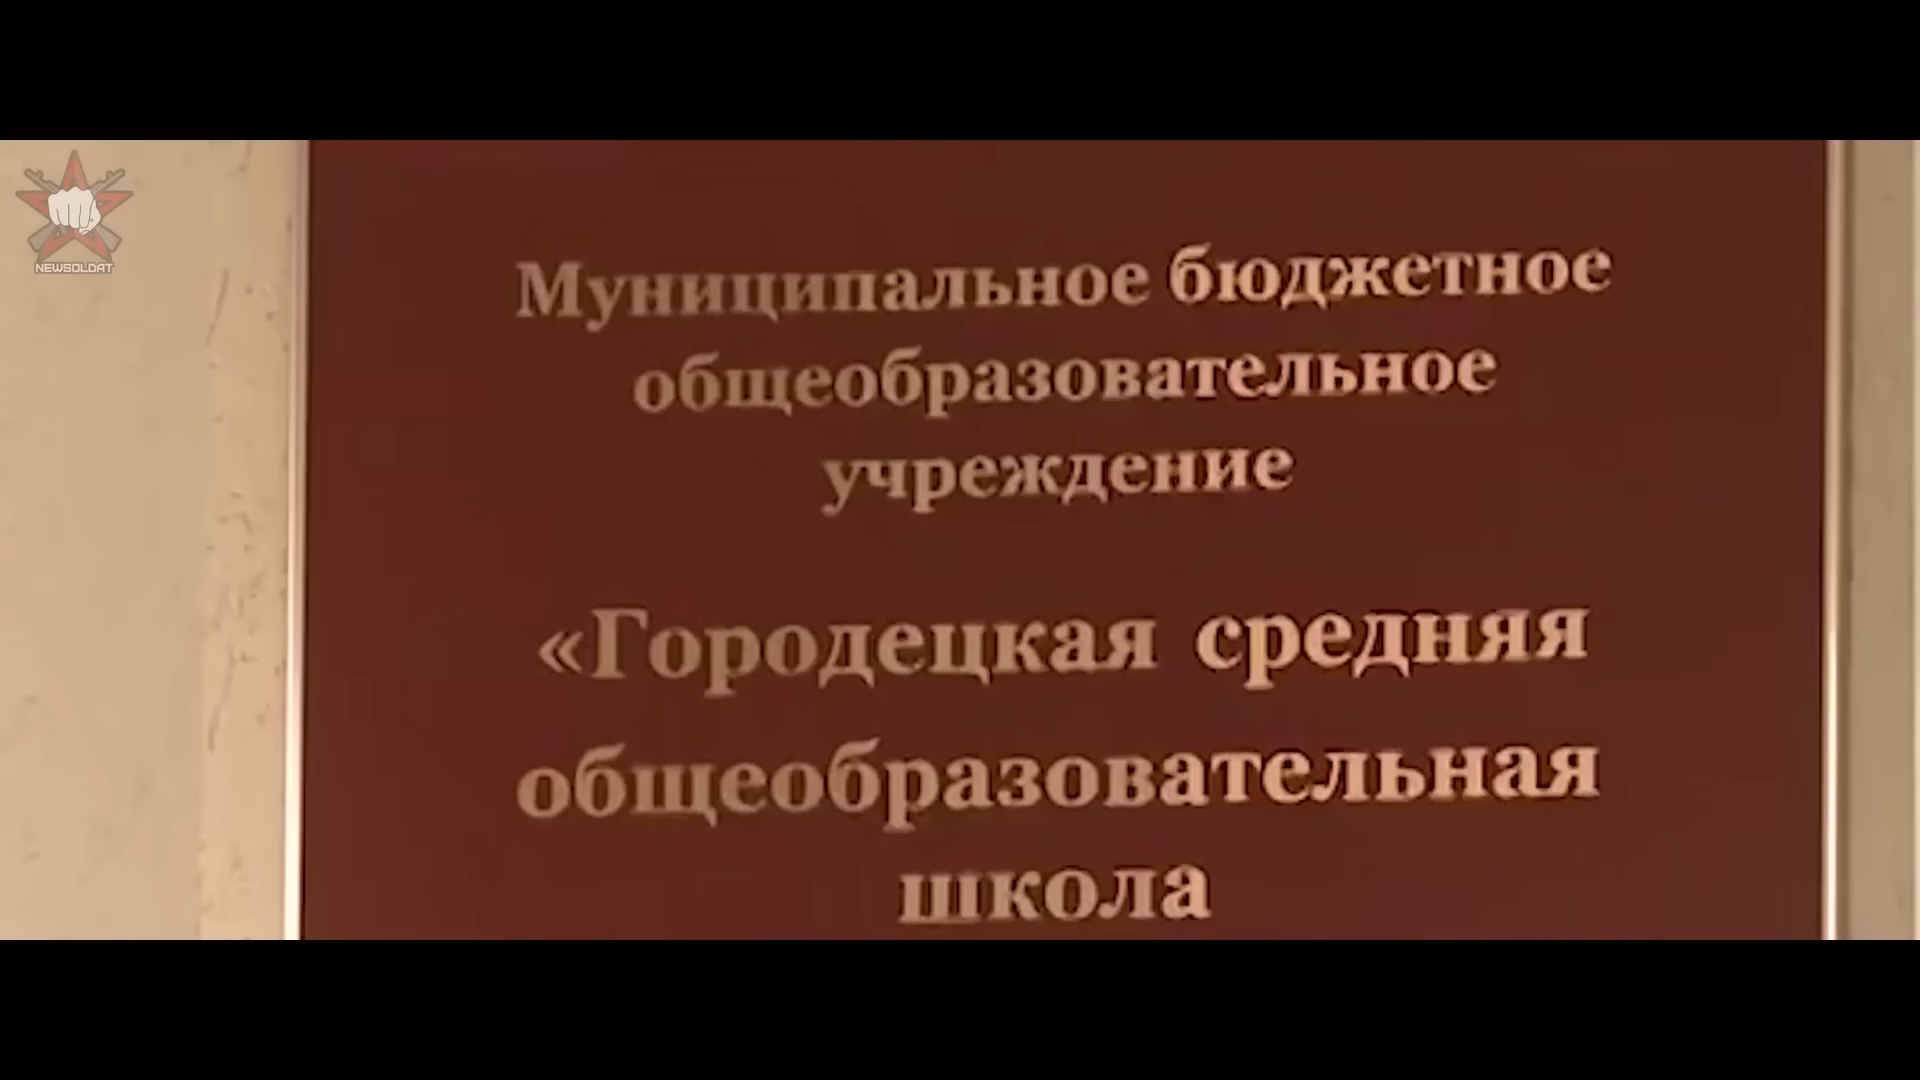 NEWSOLDAT
Муниципальное бюджетное
общеобразовательное
учреждение
«Городецкая средняя
общеобразовательная
школа